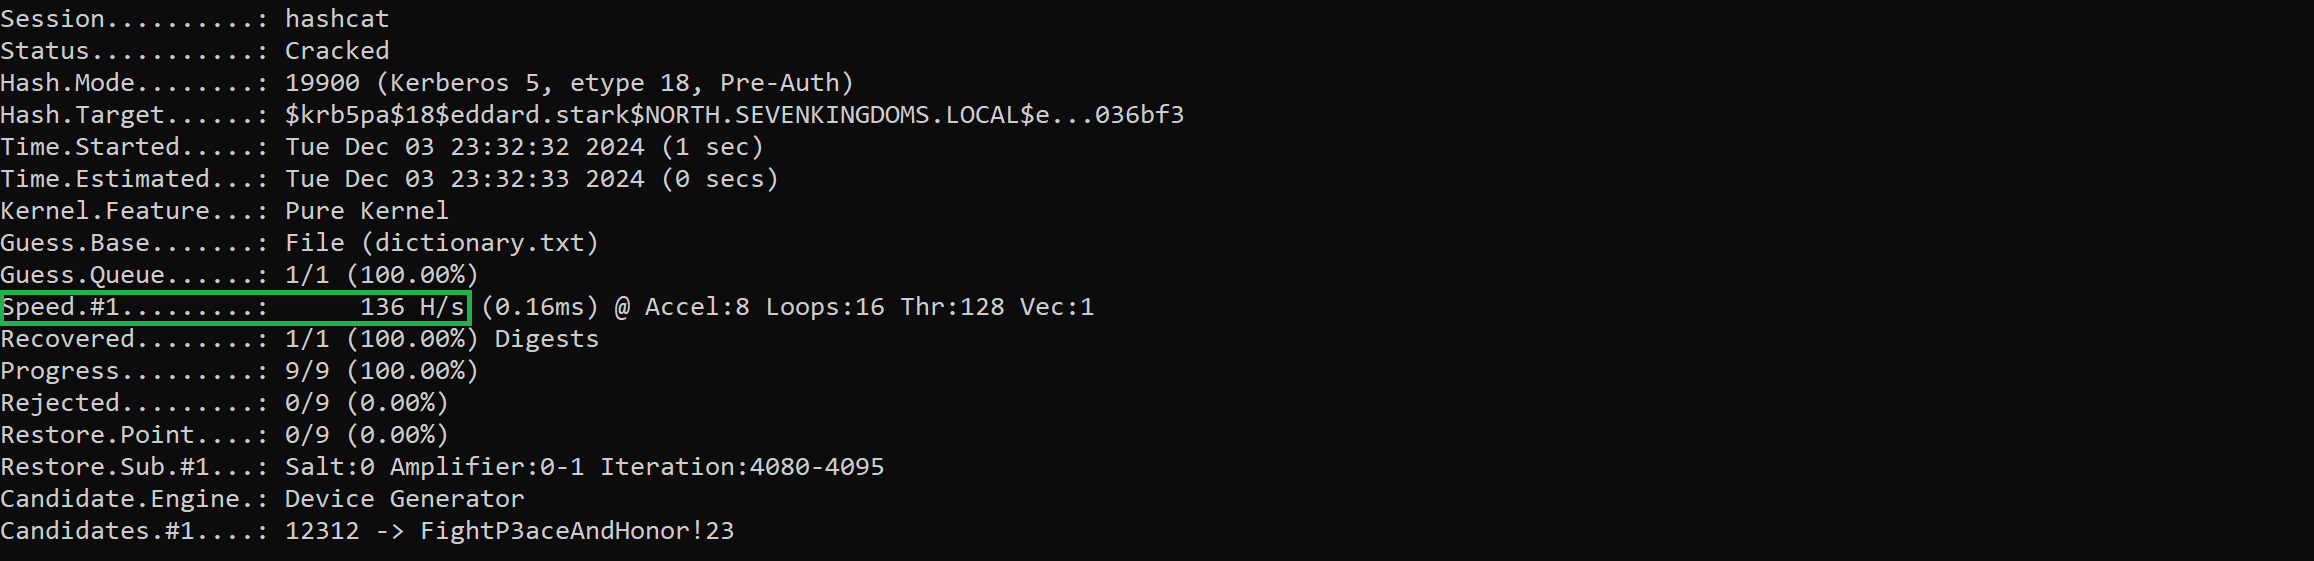 Session..........: hashcat
Status...........: Cracked
Hash.Mode........: 19900 (Kerberos 5, etype 18, Pre-Auth)
Hash.Target......: $krb5pa$18$eddard.stark$NORTH.SEVENKINGDOMS.LOCAL$e...036bf3
Time.Started.....: Tue Dec 03 23:32:32 2024 (1 sec)
Time.Estimated...: Tue Dec 03 23:32:33 2024 (0 secs)
Kernel.Feature...: Pure Kernel
Guess.Base.......: File (dictionary.txt)
Guess.Queue......: 1/1 (100.00%)
Speed.#1.........:      136 H/s (0.16ms) @ Accel:8 Loops:16 Thr:128 Vec:1
Recovered........: 1/1 (100.00%) Digests
Progress.........: 9/9 (100.00%)
Rejected.........: 0/9 (0.00%)
Restore.Point....: 0/9 (0.00%)
Restore.Sub.#1...: Salt:0 Amplifier:0-1 Iteration:4080-4095
Candidate.Engine.: Device Generator
Candidates.#1....: 12312 -> FightP3aceAndHonor!23